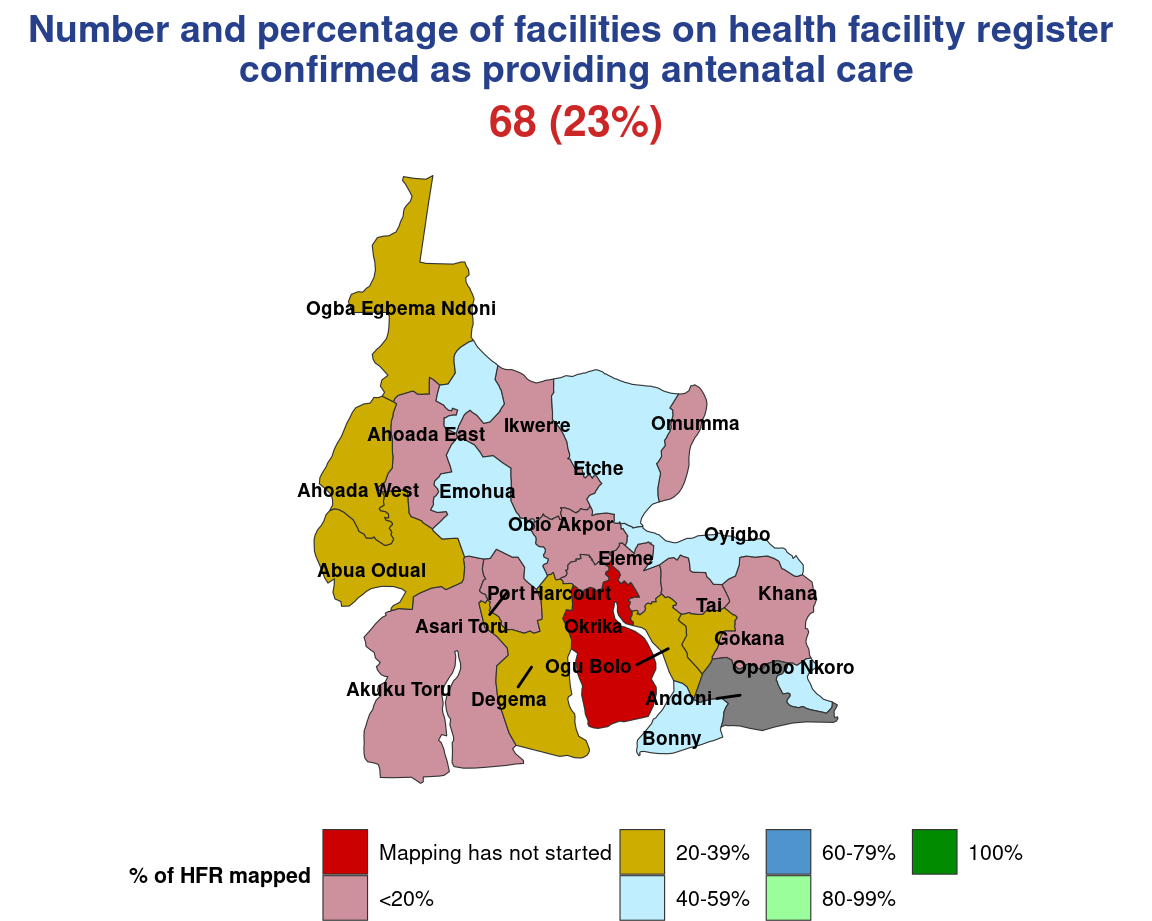 Number and percentage of facilities on health facility register
confirmed as providing antenatal care
68 (23%)
Ogba Egbema Ndoni
Ikwerre
Omumma
Ahoada East
Etche
Ahoada West
Emohua
Obio Akpor
Oyigbo
Eleme
Abua Odual
Port Harcourt
Khana
Tai
Asari Toru
Okrika
Gokana
Ogu Bolo
Opobo Nkoro
Akuku Toru
Degema
Andoni
Bonny
% of HFR mapped
Mapping has not started
<20%
20-39%
40-59%
60-79%
80-99%
100%